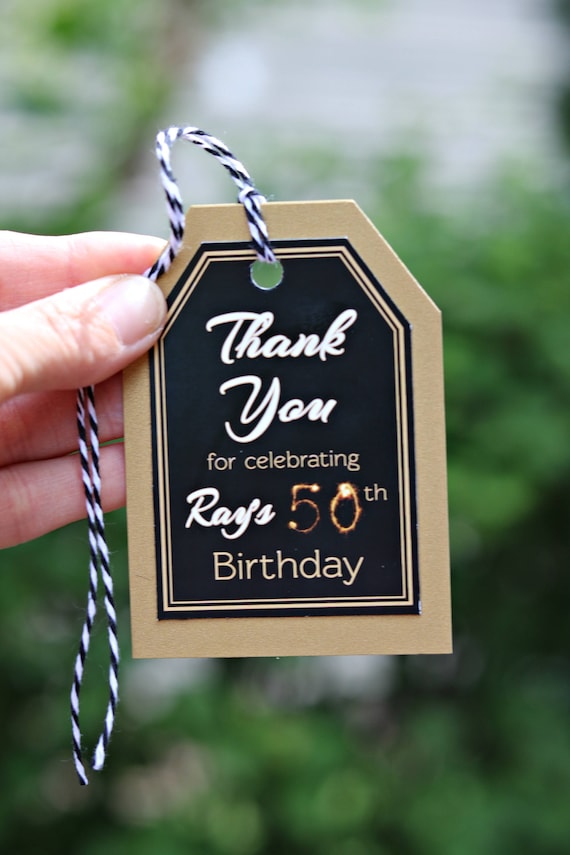 Thank
You
for celebrating
Ray's 50th
Birthday